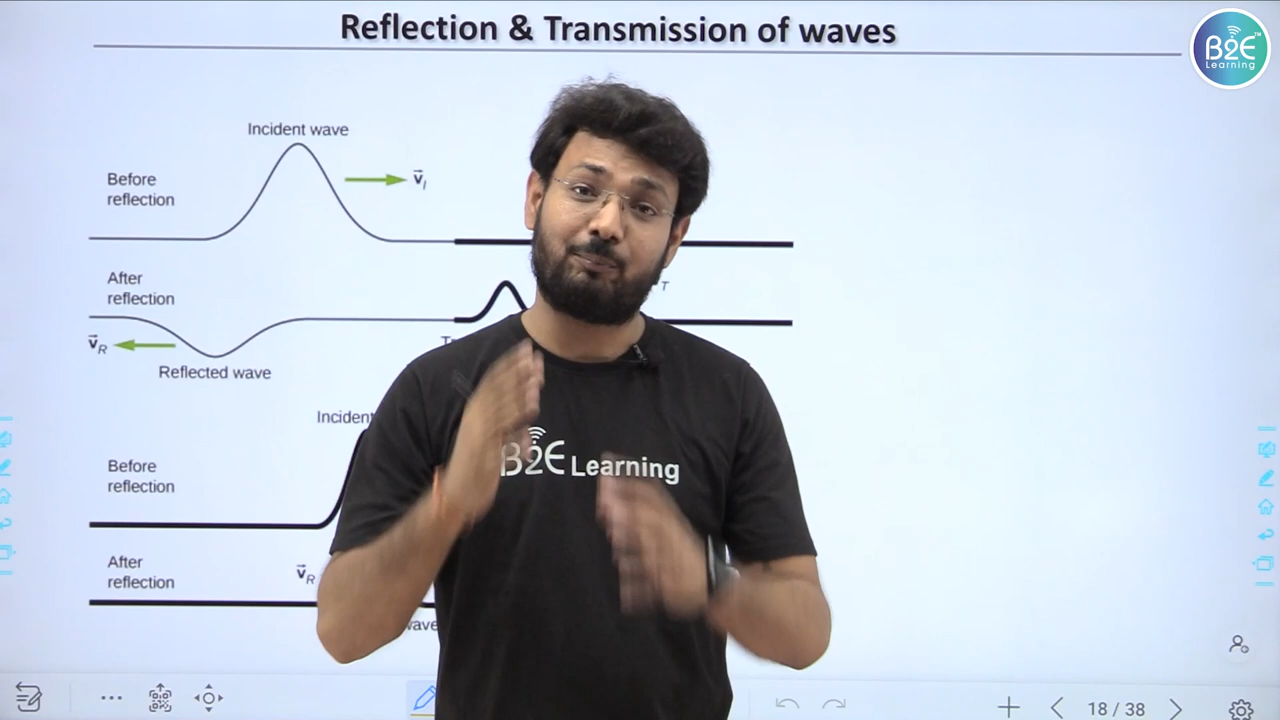 Reflection & Transmission of waves
B2E
Learning
Incident wave
Before
reflection
v⃗I
After
reflection
T
v⃗R
Reflected wave
B2E Learning
Incident
Before
reflection
After
reflection
v⃗R
18 / 38